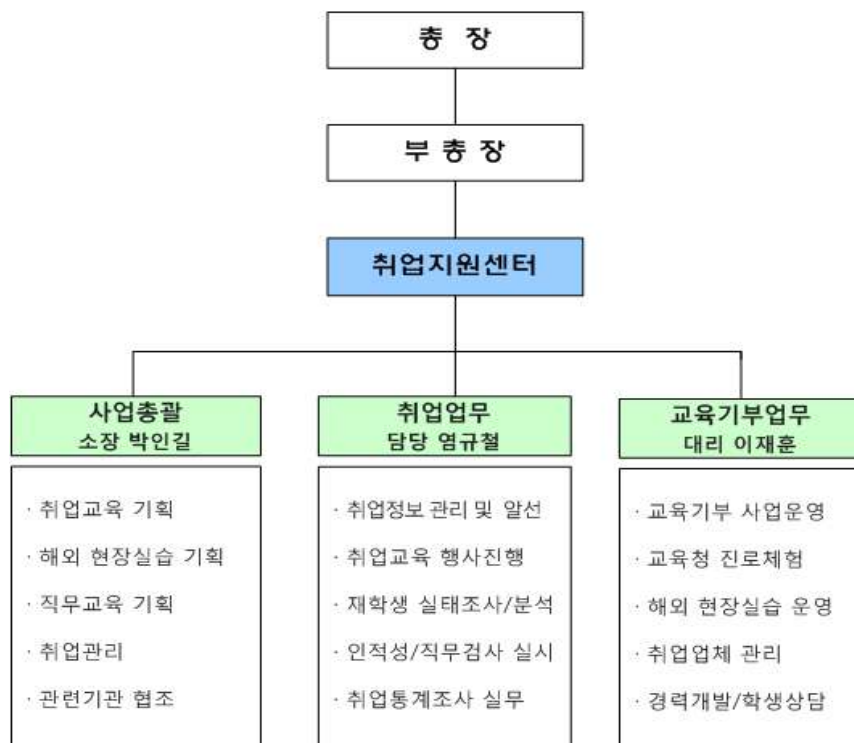 총 장
부 총 장
취업지원센터
사업총괄
소장 박인길
· 취업교육 기획
· 해외 현장실습 기획
· 직무교육 기획
· 취업관리
· 관련기관 협조
취업업무
담당 염규철
· 취업정보 관리 및 알선
· 취업교육 행사진행
· 재학생 실태조사/분석
· 인적성/직무검사 실시
· 취업통계조사 실무
교육기부업무
대리 이재훈
· 교육기부 사업운영
· 교육청 진로체험
· 해외 현장실습 운영
· 취업업체 관리
· 경력개발/학생상담